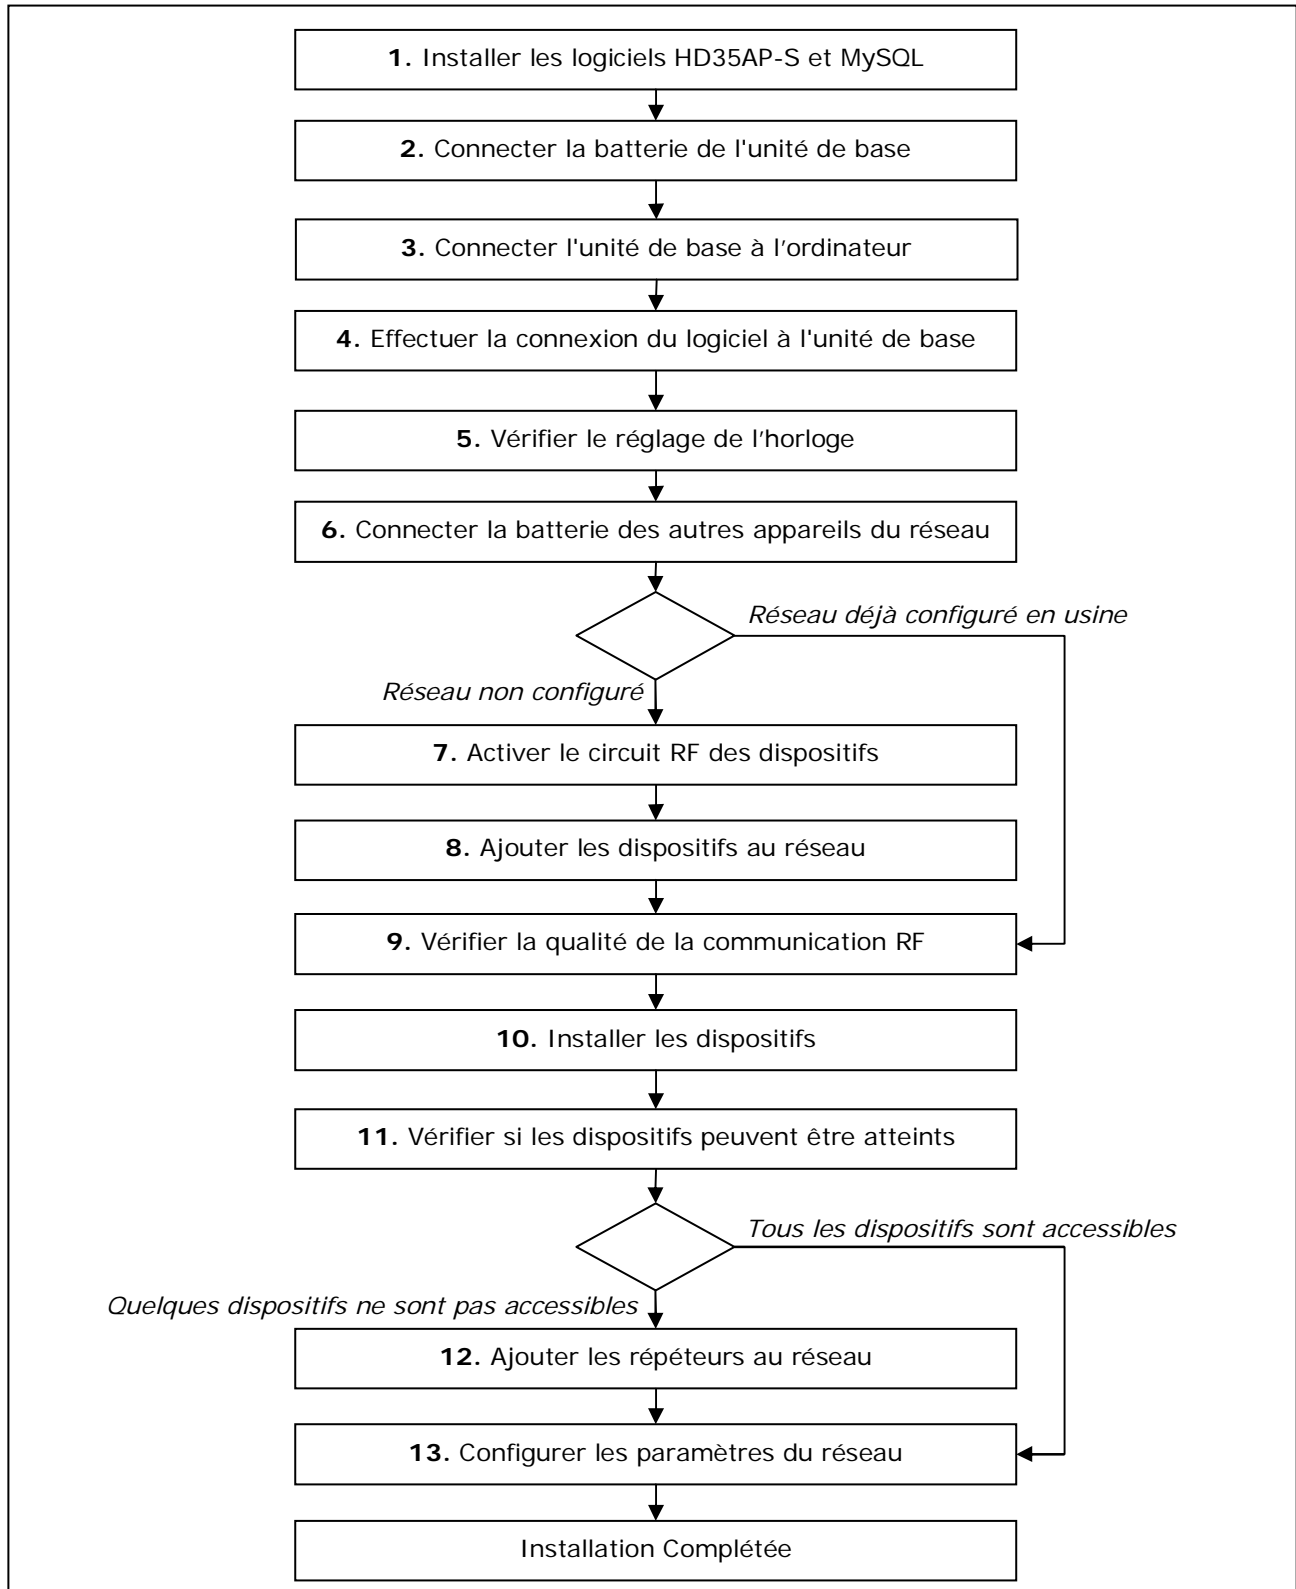 1. Installer les logiciels HD35AP-S et MySQL
2. Connecter la batterie de l'unité de base
3. Connecter l'unité de base à l’ordinateur
4. Effectuer la connexion du logiciel à l'unité de base
5. Vérifier le réglage de l’horloge
6. Connecter la batterie des autres appareils du réseau
Réseau déjà configuré en usine
Réseau non configuré
7. Activer le circuit RF des dispositifs
8. Ajouter les dispositifs au réseau
9. Vérifier la qualité de la communication RF
10. Installer les dispositifs
11. Vérifier si les dispositifs peuvent être atteints
Tous les dispositifs sont accessibles
Quelques dispositifs ne sont pas accessibles
12. Ajouter les répéteurs au réseau
13. Configurer les paramètres du réseau
Installation Complétée